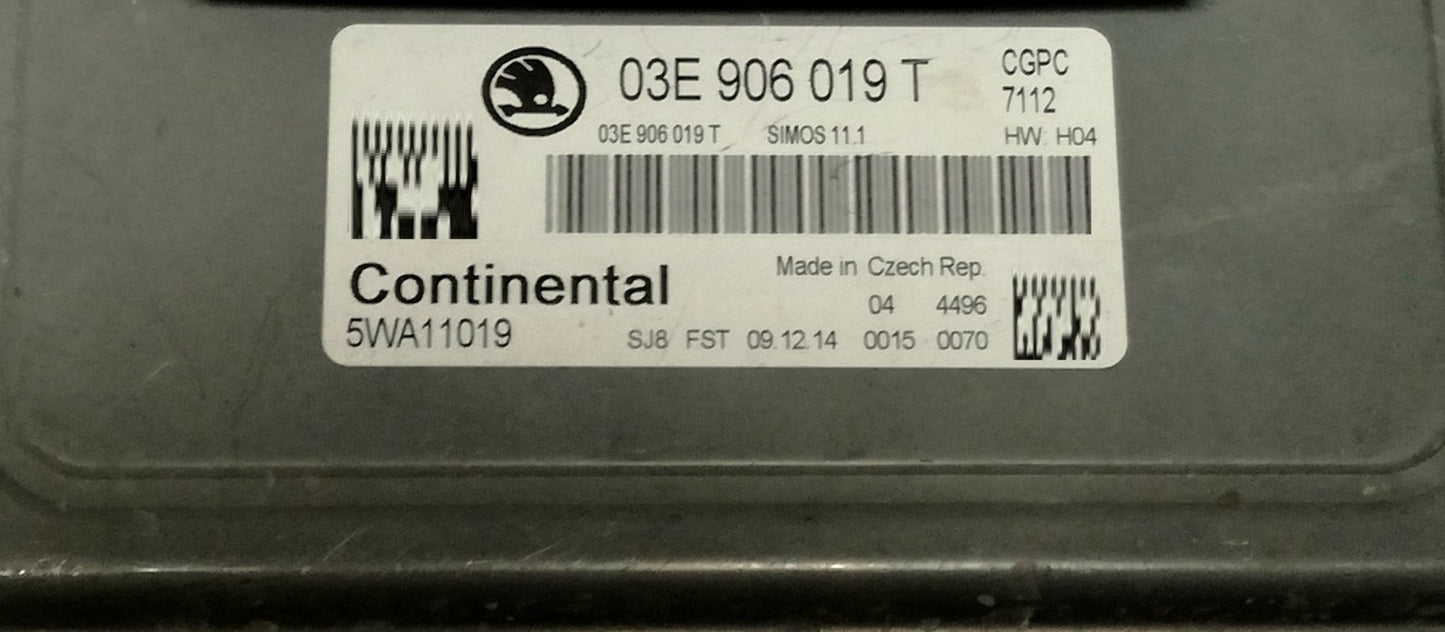 03E 906 019 T CGPC
7112
03E 906 019 T SIMOS 11.1 HW: H04
Continental Made in Czech Rep.
04 4496
5WA11019 SJ8 FST 09.12.14 0015 0070